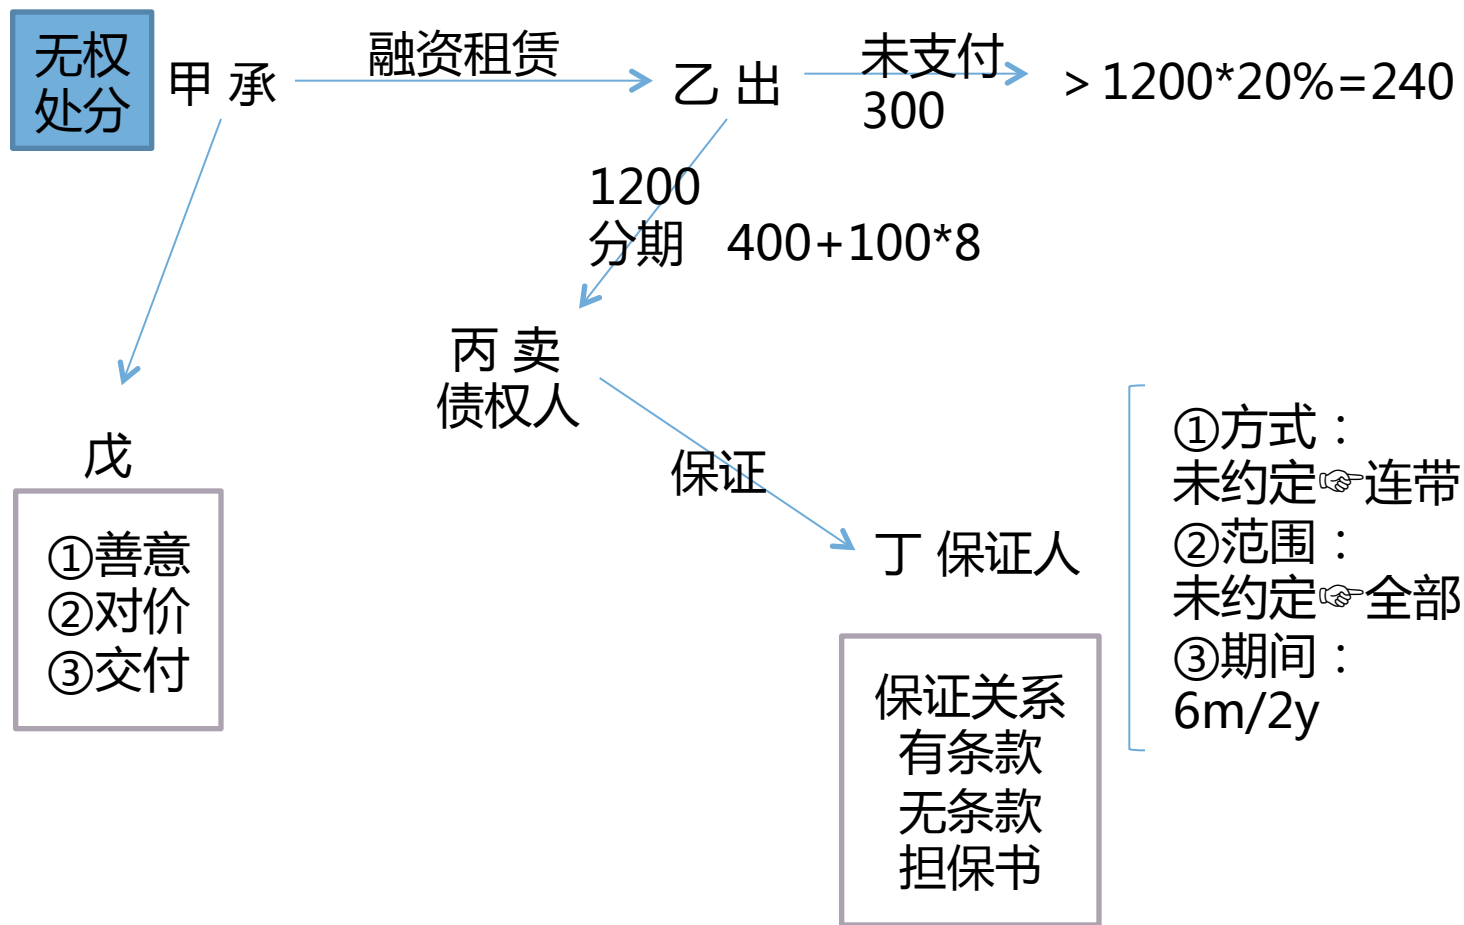 无权
处分
甲 承
融资租赁
乙 出
未支付
300
＞1200*20%=240
1200
分期 400+100*8
丙 卖
债权人
戊
①善意
②对价
③交付
保证
丁 保证人
①方式：
未约定☞连带
②范围：
未约定☞全部
③期间：
6m/2y
保证关系
有条款
无条款
担保书